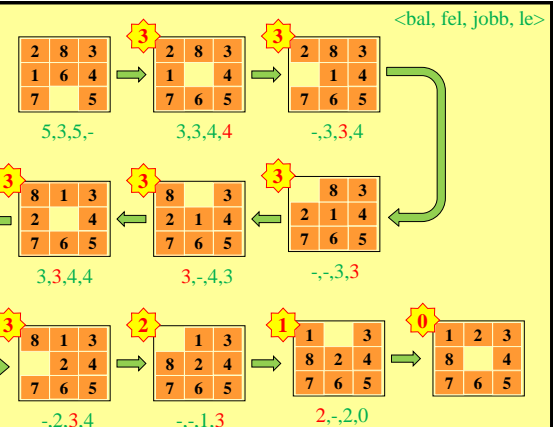 <bal, fel, jobb, le>
3 3
2 8 3 2 8 3 2 8 3
1 6 4 1 4 1 4
7 5 7 6 5 7 6 5
5,3,5,- 3,3,4,4 -,3,3,4
3 3 3
8 1 3 8 3 8 3
2 4 2 1 4 2 1 4
7 6 5 7 6 5 7 6 5
3,3,4,4 3,-,4,3 -,-,3,3
3 2 1 0
8 1 3 1 3 1 3 1 2 3
2 4 8 2 4 8 2 4 8 4
7 6 5 7 6 5 7 6 5 7 6 5
-,2,3,4 -,-,1,3 2,-,2,0